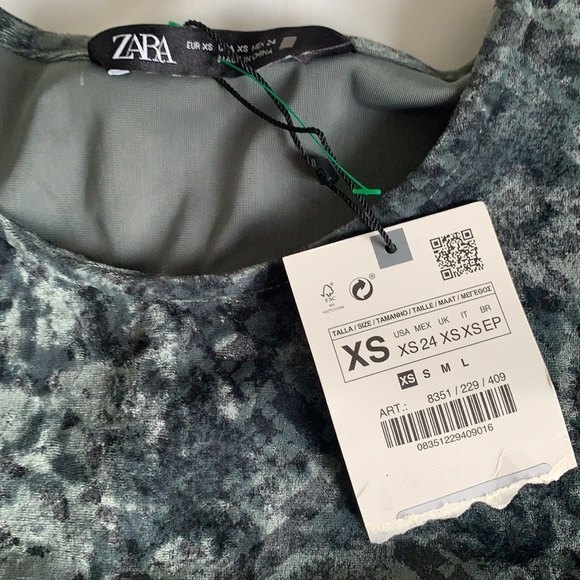 ZARA
EUR XS USA XS MEX 24
MADE IN CHINA
FSC
TALLA / SIZE / TAMANHO / TAILLE / MAAT / ΜΕΓΕΘΟΣ
XS
USA MEX UK IT BR
XS 24 XS XS EP
XS S M L
ART.: 8351 / 229 / 409
08351229409016